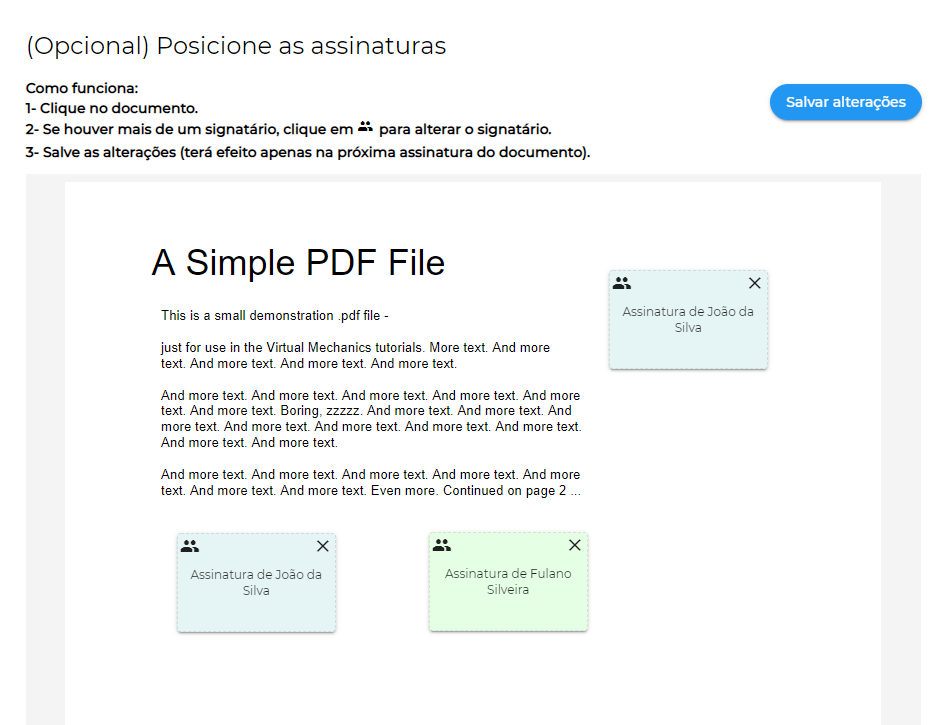 (Opcional) Posicione as assinaturas
Como funciona:
1- Clique no documento.
2- Se houver mais de um signatário, clique em para alterar o signatário.
3- Salve as alterações (terá efeito apenas na próxima assinatura do documento).
Salvar alterações
A Simple PDF File
This is a small demonstration .pdf file -
just for use in the Virtual Mechanics tutorials. More text. And more
text. And more text. And more text. And more text.
And more text. And more text. And more text. And more text. And more
text. And more text. Boring, zzzzz. And more text. And more text. And
more text. And more text. And more text. And more text. And more text.
And more text. And more text.
And more text. And more text. And more text. And more text. And more
text. And more text. And more text. Even more. Continued on page 2 ...
Assinatura de João da
Silva
Assinatura de João da
Silva
Assinatura de Fulano
Silveira